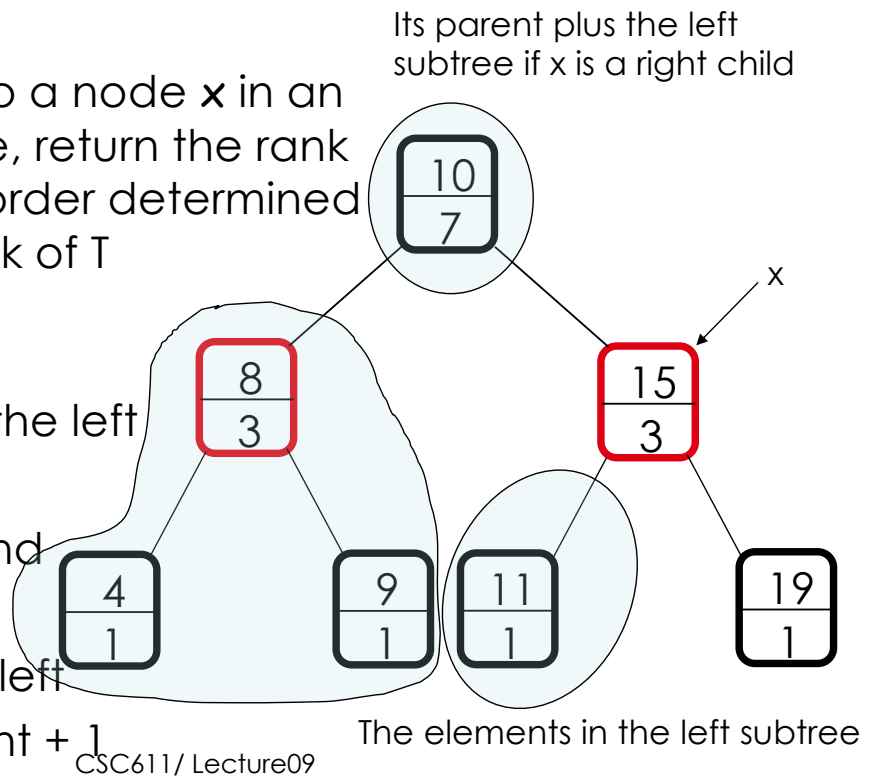 Its parent plus the left
subtree if x is a right child
o a node x in an
e, return the rank
order determined
k of T
10
7
x
8
3
15
3
the left
nd
4
1
9
1
11
1
19
1
left
nt + 1
The elements in the left subtree
CSC611/ Lecture09